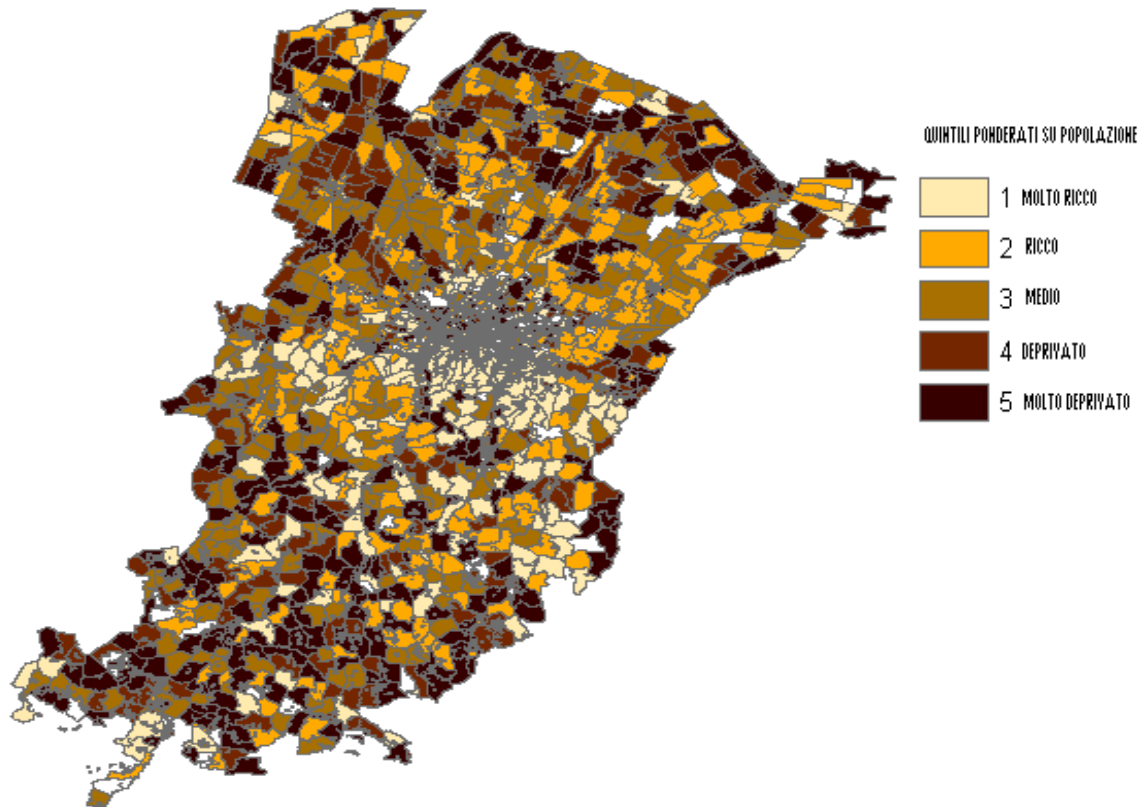 QUINTILI PONDERATI SU POPOLAZIONE
1 MOLTO RICCO
2 RICCO
3 MEDIO
4 DEPRIVATO
5 MOLTO DEPRIVATO